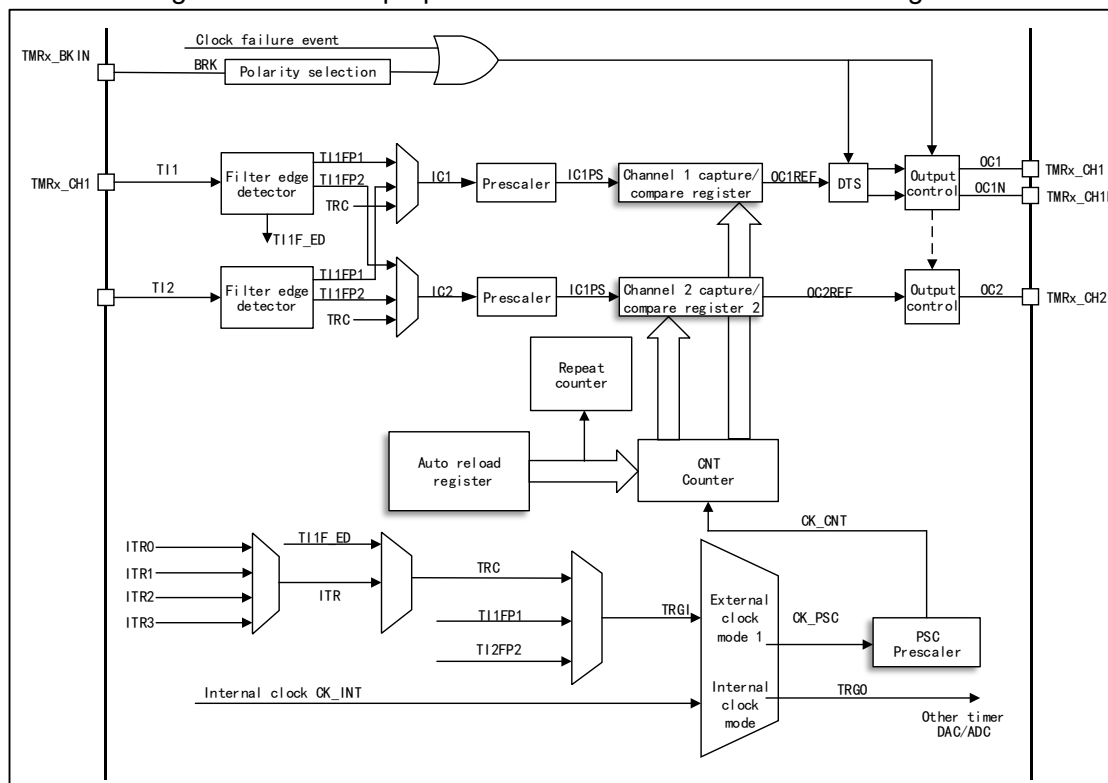 Clock failure event
TMRx_BKIN
BRK
Polarity selection
TI1
TMRx_CH1
Filter edge
detector
TI1FP1
TI1FP2
TRC
TI1F_ED
IC1
Prescaler
IC1PS
Channel 1 capture/
compare register
OC1REF
DTS
Output
control
OC1
OC1N
TMRx_CH1
TI2
Filter edge
detector
TI1FP1
TI1FP2
TRC
IC2
Prescaler
IC1PS
Channel 2 capture/
compare register 2
OC2REF
Output
control
OC2
TMRx_CH2
Repeat
counter
Auto reload
register
CNT
Counter
CK_CNT
ITR0
ITR1
ITR2
ITR3
TI1F_ED
ITR
TRC
TI1FP1
TI2FP2
TRGI
External
clock
mode 1
CK_PSC
PSC
Prescaler
Internal clock CK_INT
Internal
clock
mode
TRGO
Other timer
DAC/ADC